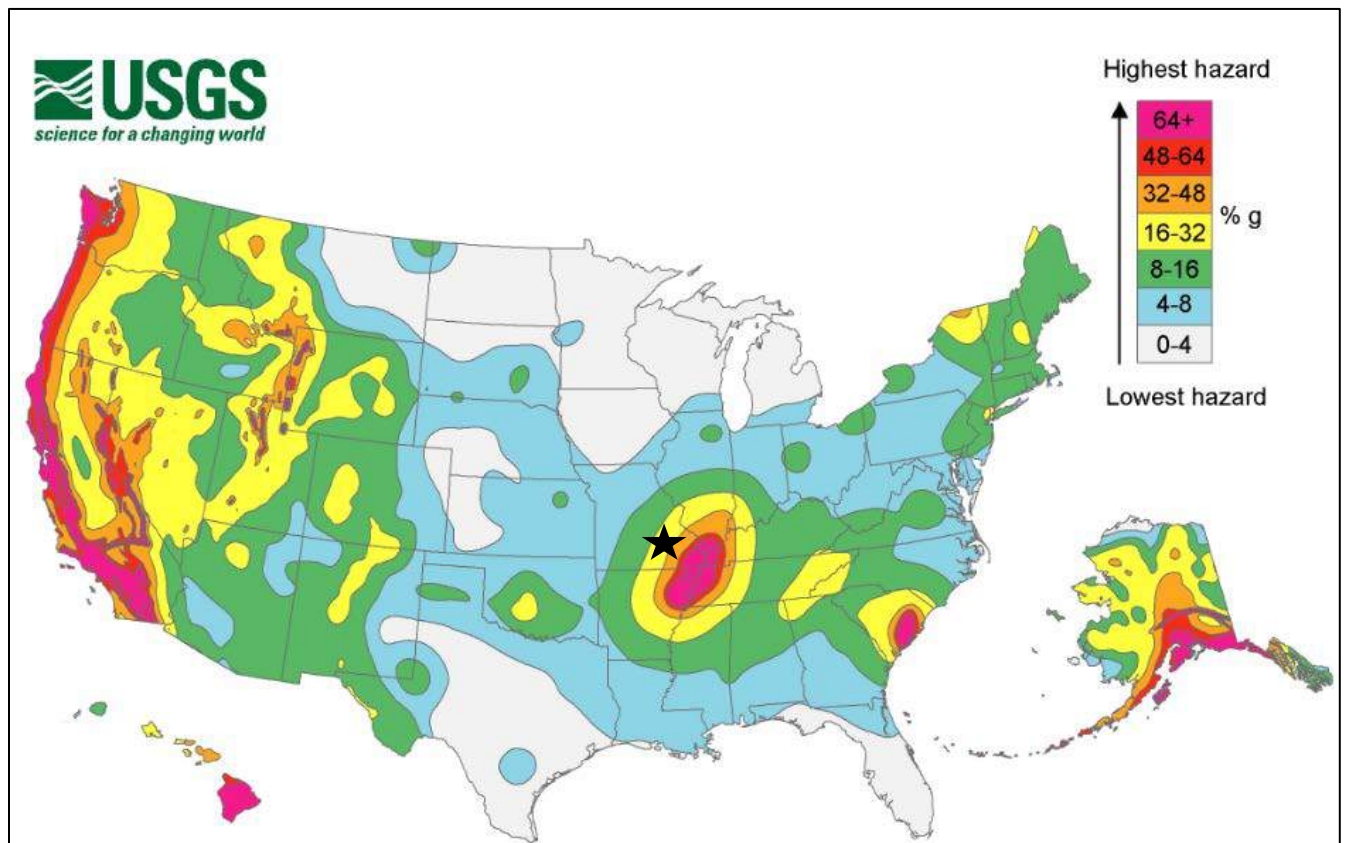 USGS
science for a changing world
Highest hazard
64+
48-64
32-48
16-32
8-16
4-8
0-4
% g
Lowest hazard